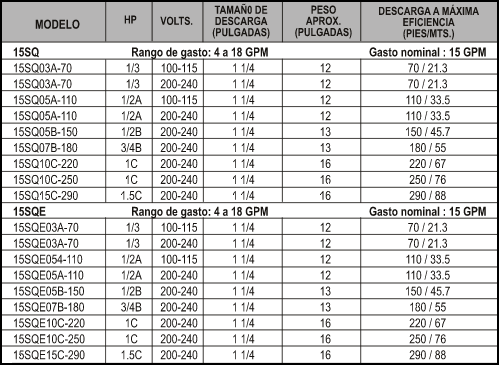 MODELO HP VOLTS. TAMAÑO DE DESCARGA (PULGADAS) PESO APROX. (PULGADAS) DESCARGA A MÁXIMA EFICIENCIA (PIES/MTS.)
15SQ Rango de gasto: 4 a 18 GPM Gasto nominal : 15 GPM
15SQ03A-70 1/3 100-115 1 1/4 12 70 / 21.3
15SQ03A-70 1/3 200-240 1 1/4 12 70 / 21.3
15SQ05A-110 1/2A 100-115 1 1/4 12 110 / 33.5
15SQ05A-110 1/2A 200-240 1 1/4 12 110 / 33.5
15SQ05B-150 1/2B 200-240 1 1/4 13 150 / 45.7
15SQ07B-180 3/4B 200-240 1 1/4 13 180 / 55
15SQ10C-220 1C 200-240 1 1/4 16 220 / 67
15SQ10C-250 1C 200-240 1 1/4 16 250 / 76
15SQ15C-290 1.5C 200-240 1 1/4 16 290 / 88
15SQE Rango de gasto: 4 a 18 GPM Gasto nominal : 15 GPM
15SQE03A-70 1/3 100-115 1 1/4 12 70 / 21.3
15SQE03A-70 1/3 200-240 1 1/4 12 70 / 21.3
15SQE054-110 1/2A 100-115 1 1/4 12 110 / 33.5
15SQE05A-110 1/2A 200-240 1 1/4 12 110 / 33.5
15SQE05B-150 1/2B 200-240 1 1/4 13 150 / 45.7
15SQE07B-180 3/4B 200-240 1 1/4 13 180 / 55
15SQE10C-220 1C 200-240 1 1/4 16 220 / 67
15SQE10C-250 1C 200-240 1 1/4 16 250 / 76
15SQE15C-290 1.5C 200-240 1 1/4 16 290 / 88